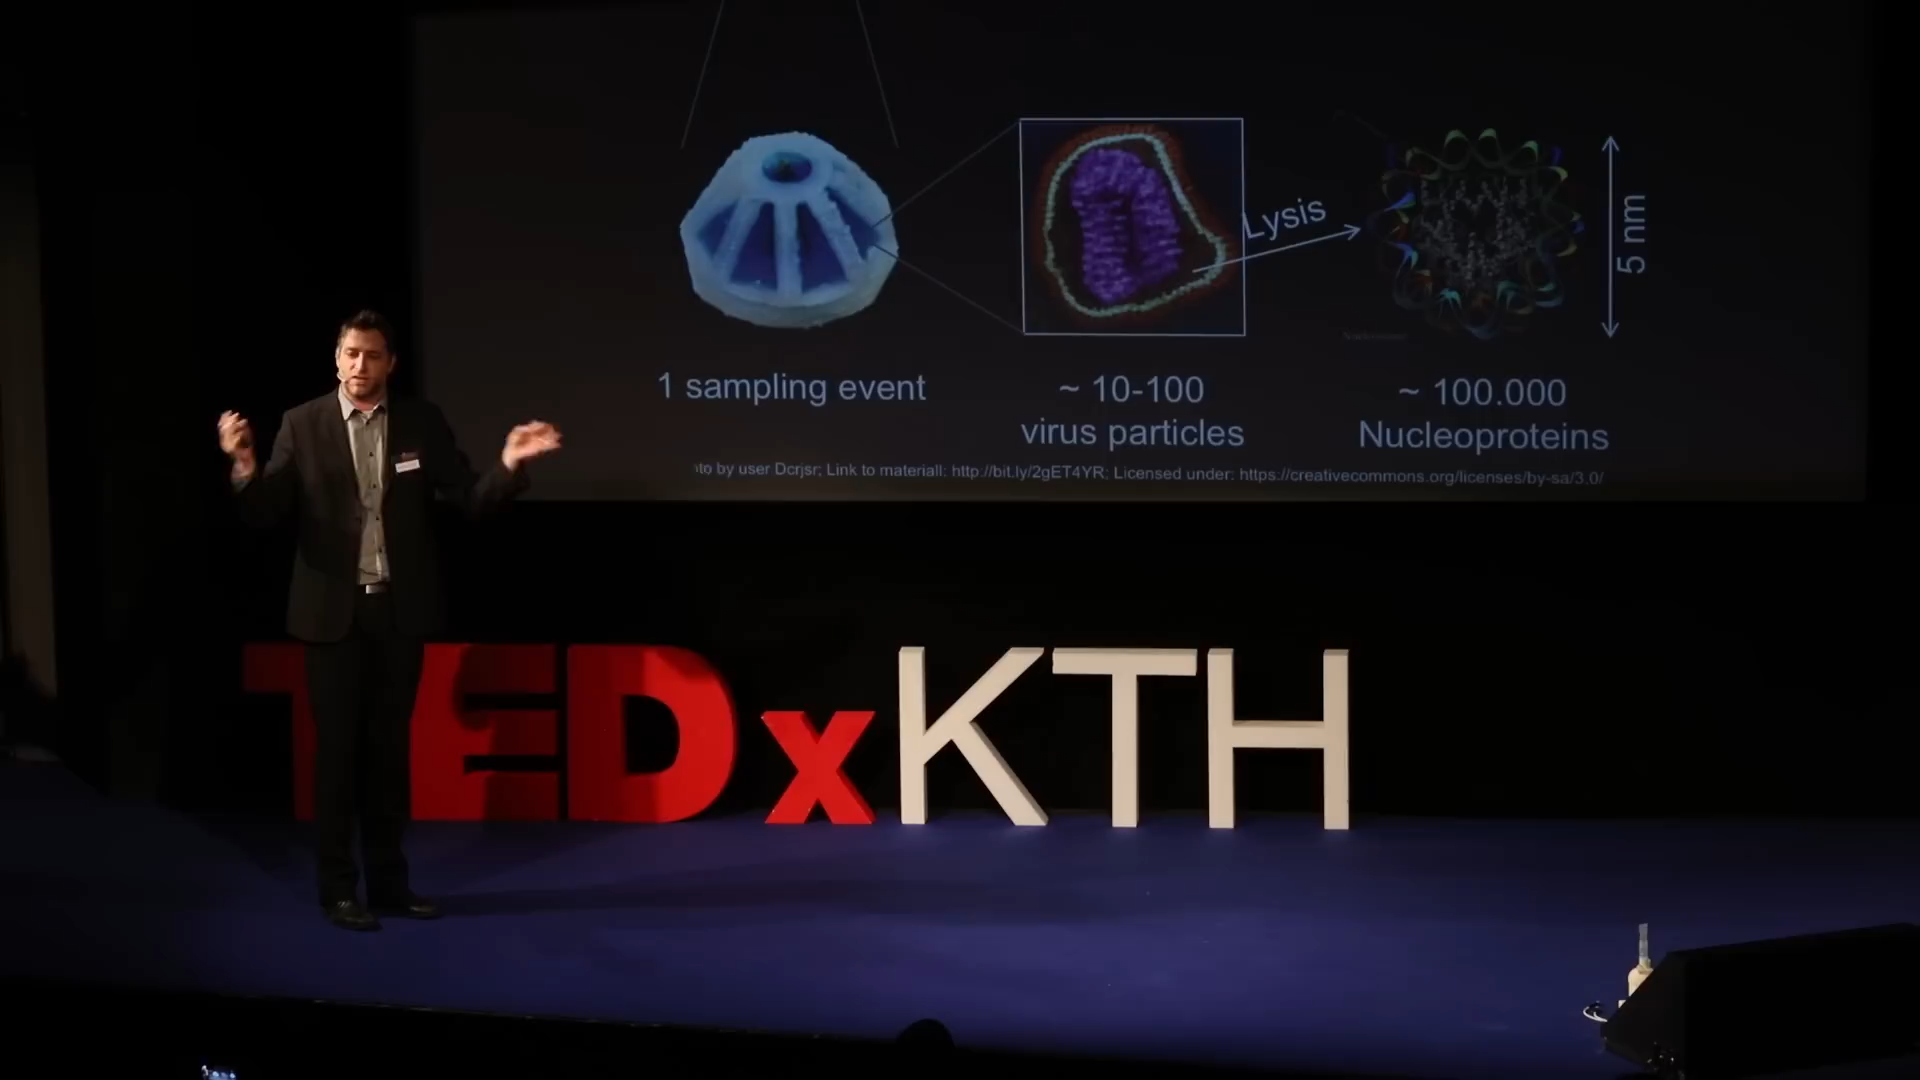 Lysis
5 nm
1 sampling event
~ 10-100
virus particles
~ 100.000
Nucleoproteins
by user Dcrjsr; Link to materiall: http://bit.ly/2gET4YR; Licensed under: https://creativecommons.org/licenses/by-sa/3.0/
TEDxKTH